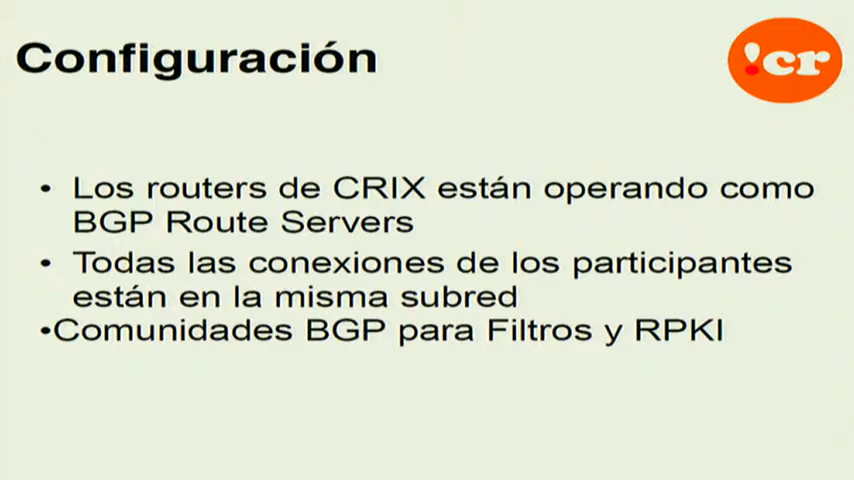 Configuración
!cr
• Los routers de CRIX están operando como
BGP Route Servers
• Todas las conexiones de los participantes
están en la misma subred
•Comunidades BGP para Filtros y RPKI